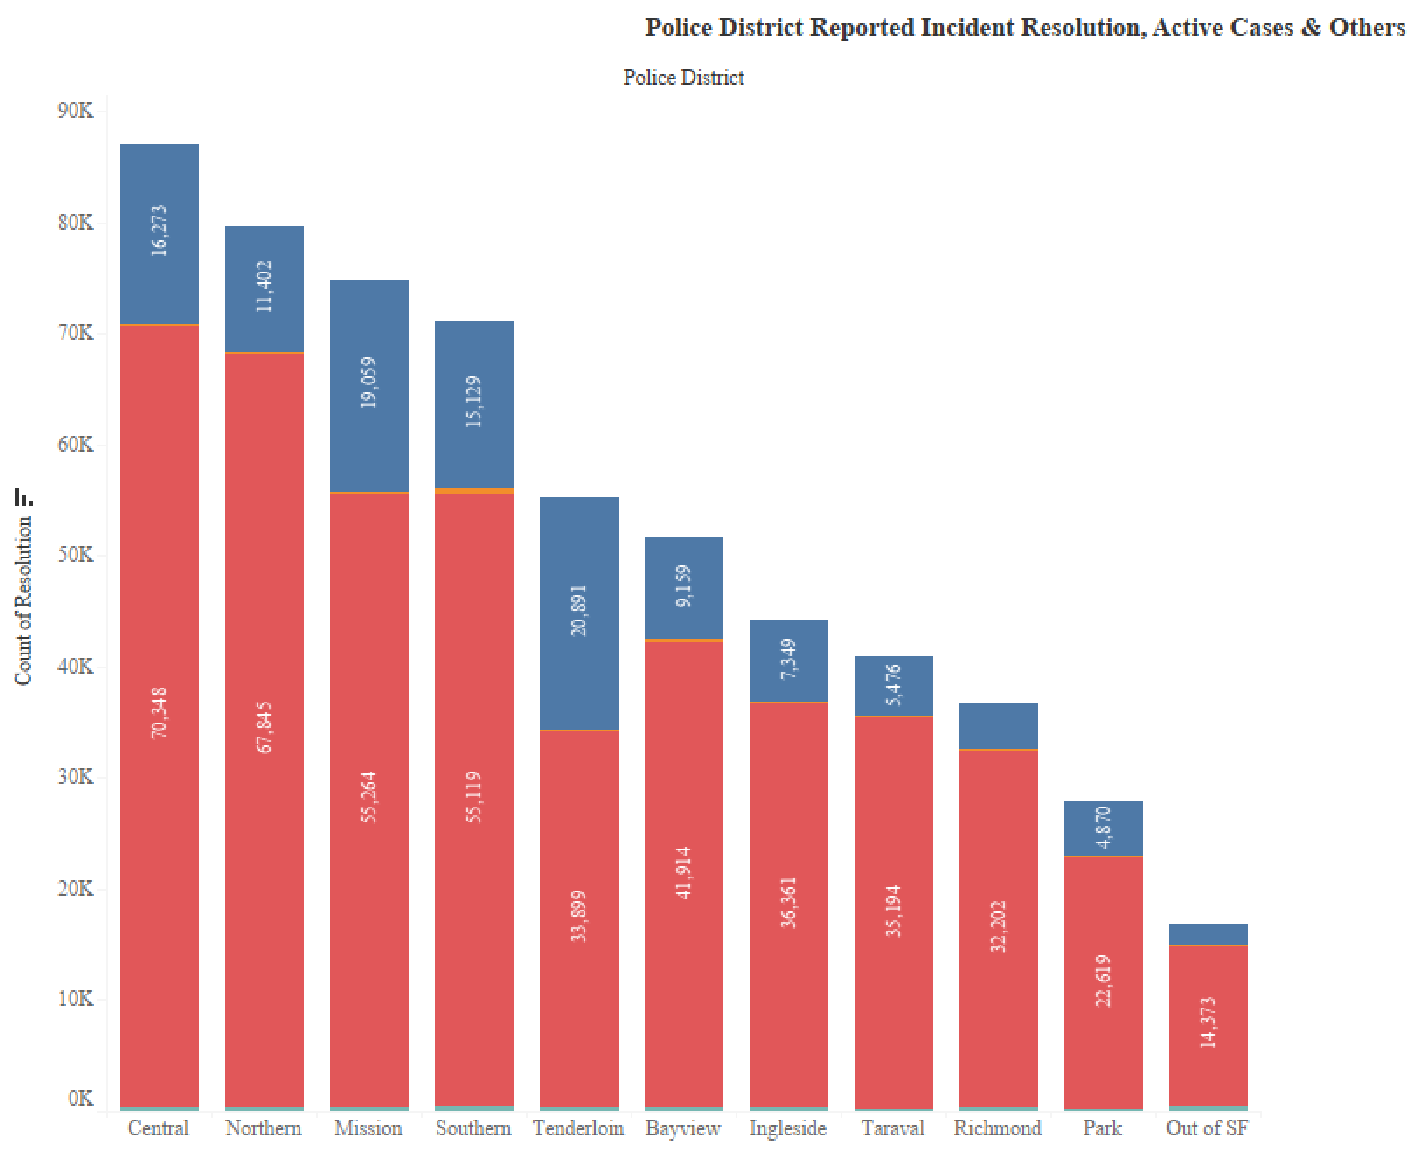 Police District Reported Incident Resolution, Active Cases & Others
Police District
90K
80K
70K
60K
50K
40K
30K
20K
10K
0K
Count of Resolution
16,273
70,348
11,402
67,845
19,059
55,264
15,129
55,119
20,891
33,899
9,159
41,914
7,349
36,361
5,476
35,194
32,202
4,870
22,619
14,373
Central
Northern
Mission
Southern
Tenderloin
Bayview
Ingleside
Taraval
Richmond
Park
Out of SF